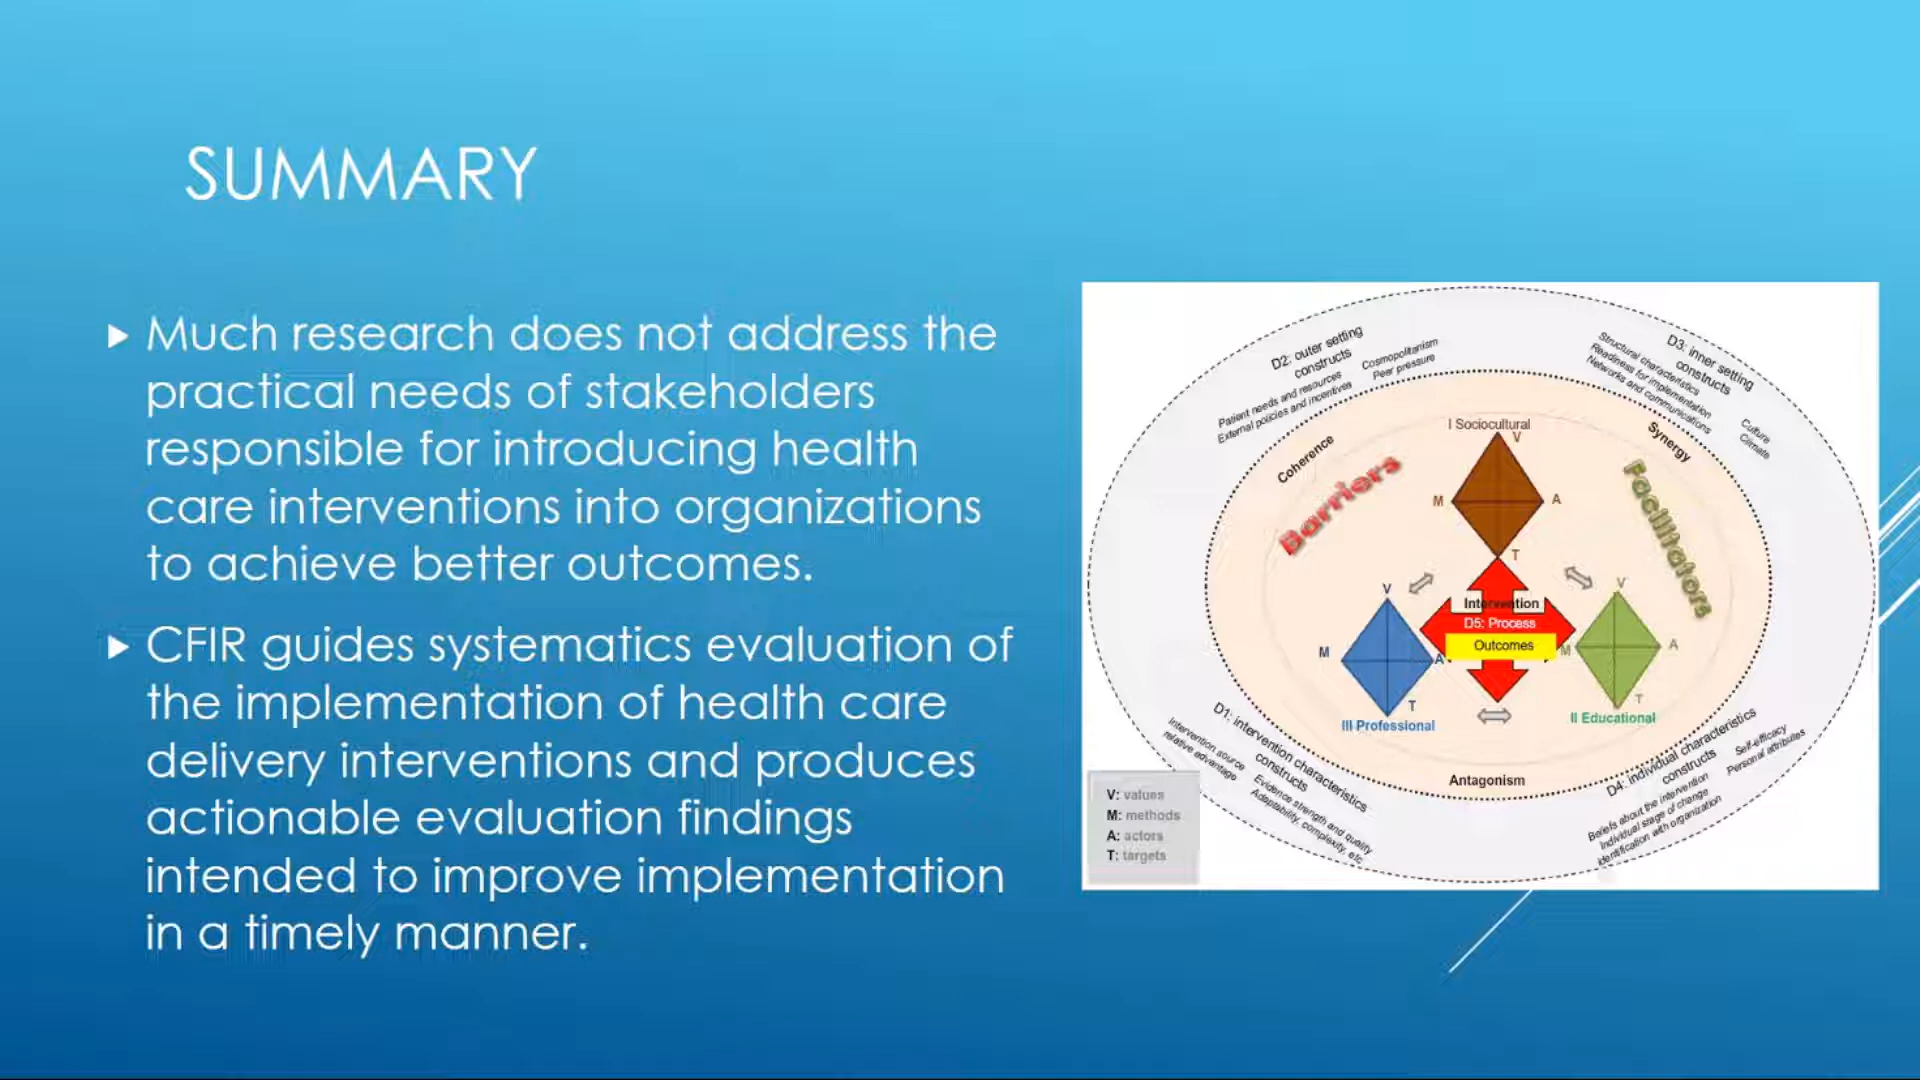 SUMMARY
Much research does not address the
practical needs of stakeholders
responsible for introducing health
care interventions into organizations
to achieve better outcomes.
CFIR guides systematics evaluation of
the implementation of health care
delivery interventions and produces
actionable evaluation findings
intended to improve implementation
in a timely manner.
D2: outer setting
constructs
Cosmopolitanism
Peer pressure
Patient needs and resources
External policies and incentives
D3: inner setting
constructs
Structural characteristics
Readiness for implementation
Networks and communications
Culture
Climate
Coherence
Synergy
Barriers
Facilitators
I Sociocultural
V
M
A
T
V
M
A
T
III Professional
Intervention
D5: Process
Outcomes
V
M
A
T
II Educational
Antagonism
D1: intervention characteristics
constructs
Intervention source
relative advantage
Evidence strength and quality
Adaptability, complexity, etc
D4: individual characteristics
constructs
Self-efficacy
Personal attributes
Beliefs about the intervention
Individual stage of change
Identification with organization
V: values
M: methods
A: actors
T: targets